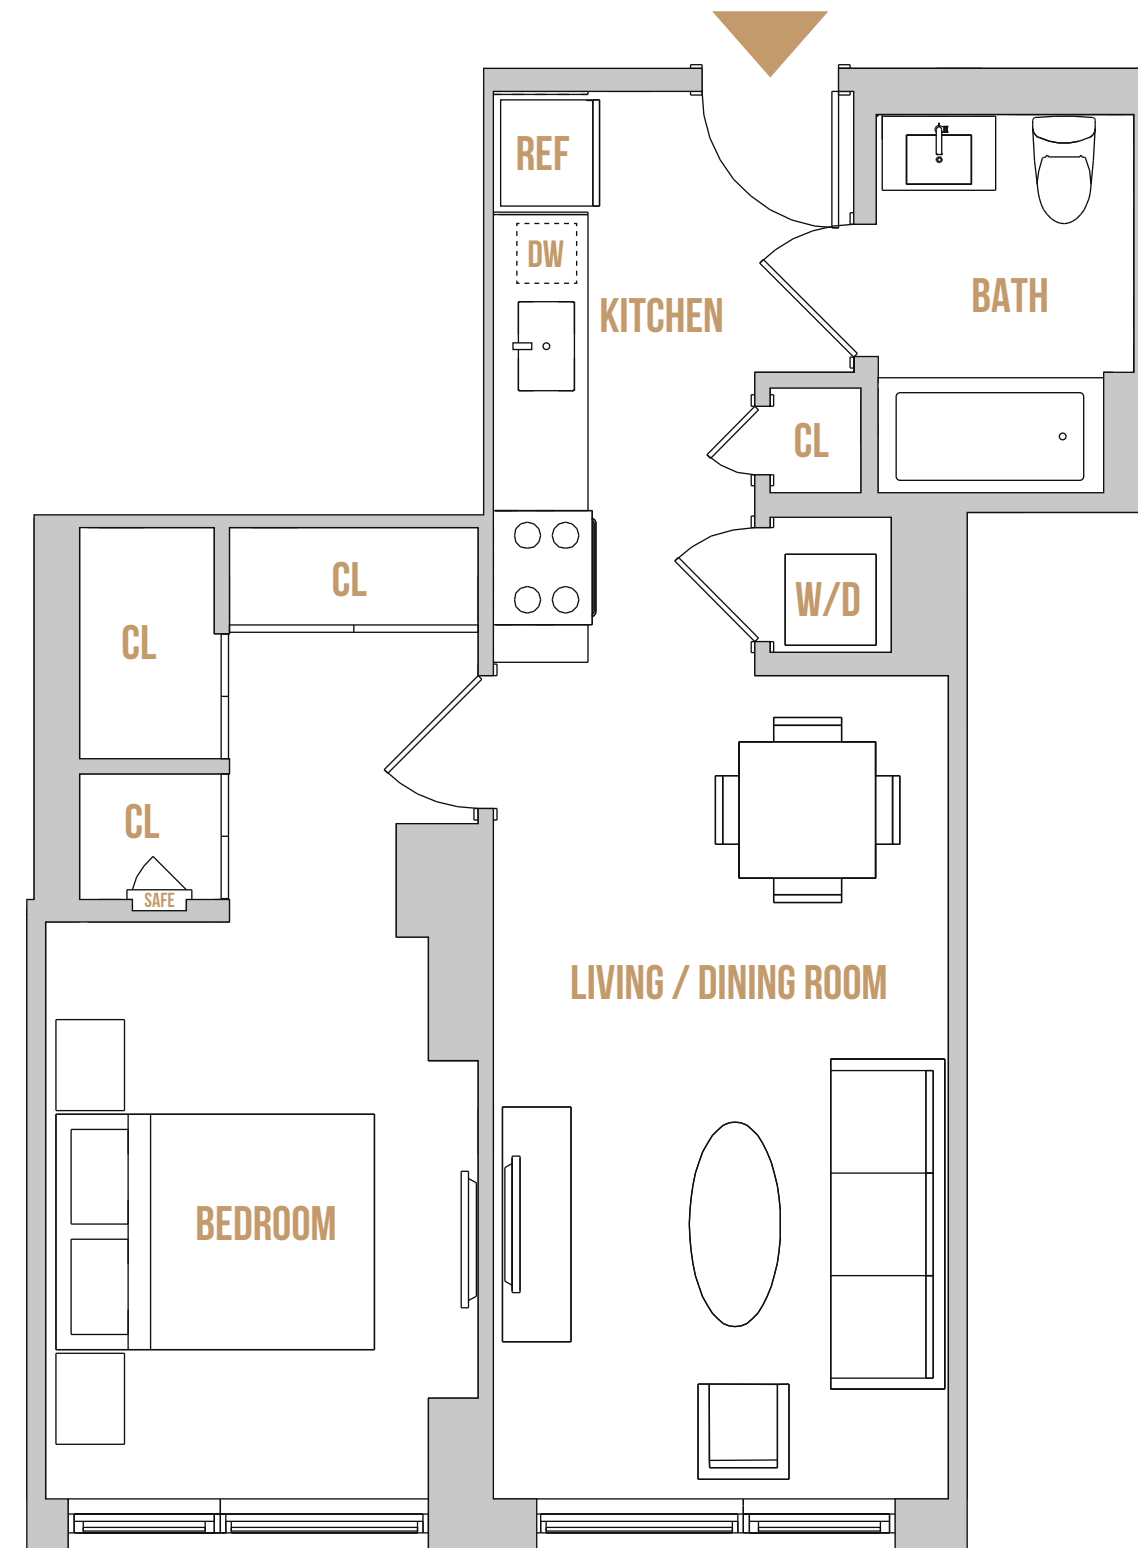 REF
DW
KITCHEN
BATH
CL
CL
W/D
CL
CL
SAFE
LIVING / DINING ROOM
BEDROOM